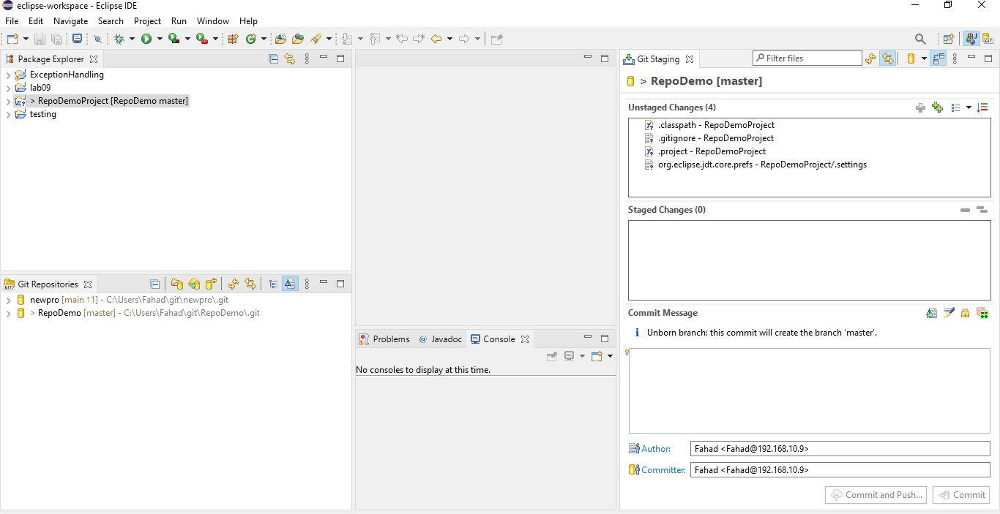 eclipse-workspace - Eclipse IDE
File Edit Navigate Search Project Run Window Help
Package Explorer
ExceptionHandling
lab09
> RepoDemoProject [RepoDemo master]
testing
Git Repositories
newpro [main ↑1] - C:\Users\Fahad\git\newpro\.git
> RepoDemo [master] - C:\Users\Fahad\git\RepoDemo\.git
Problems @ Javadoc Console
No consoles to display at this time.
Git Staging
Filter files
> RepoDemo [master]
Unstaged Changes (4)
.classpath - RepoDemoProject
.gitignore - RepoDemoProject
.project - RepoDemoProject
org.eclipse.jdt.core.prefs - RepoDemoProject/.settings
Staged Changes (0)
Commit Message
Unborn branch: this commit will create the branch 'master'.
Author: Fahad <Fahad@192.168.10.9>
Committer: Fahad <Fahad@192.168.10.9>
Commit and Push... Commit